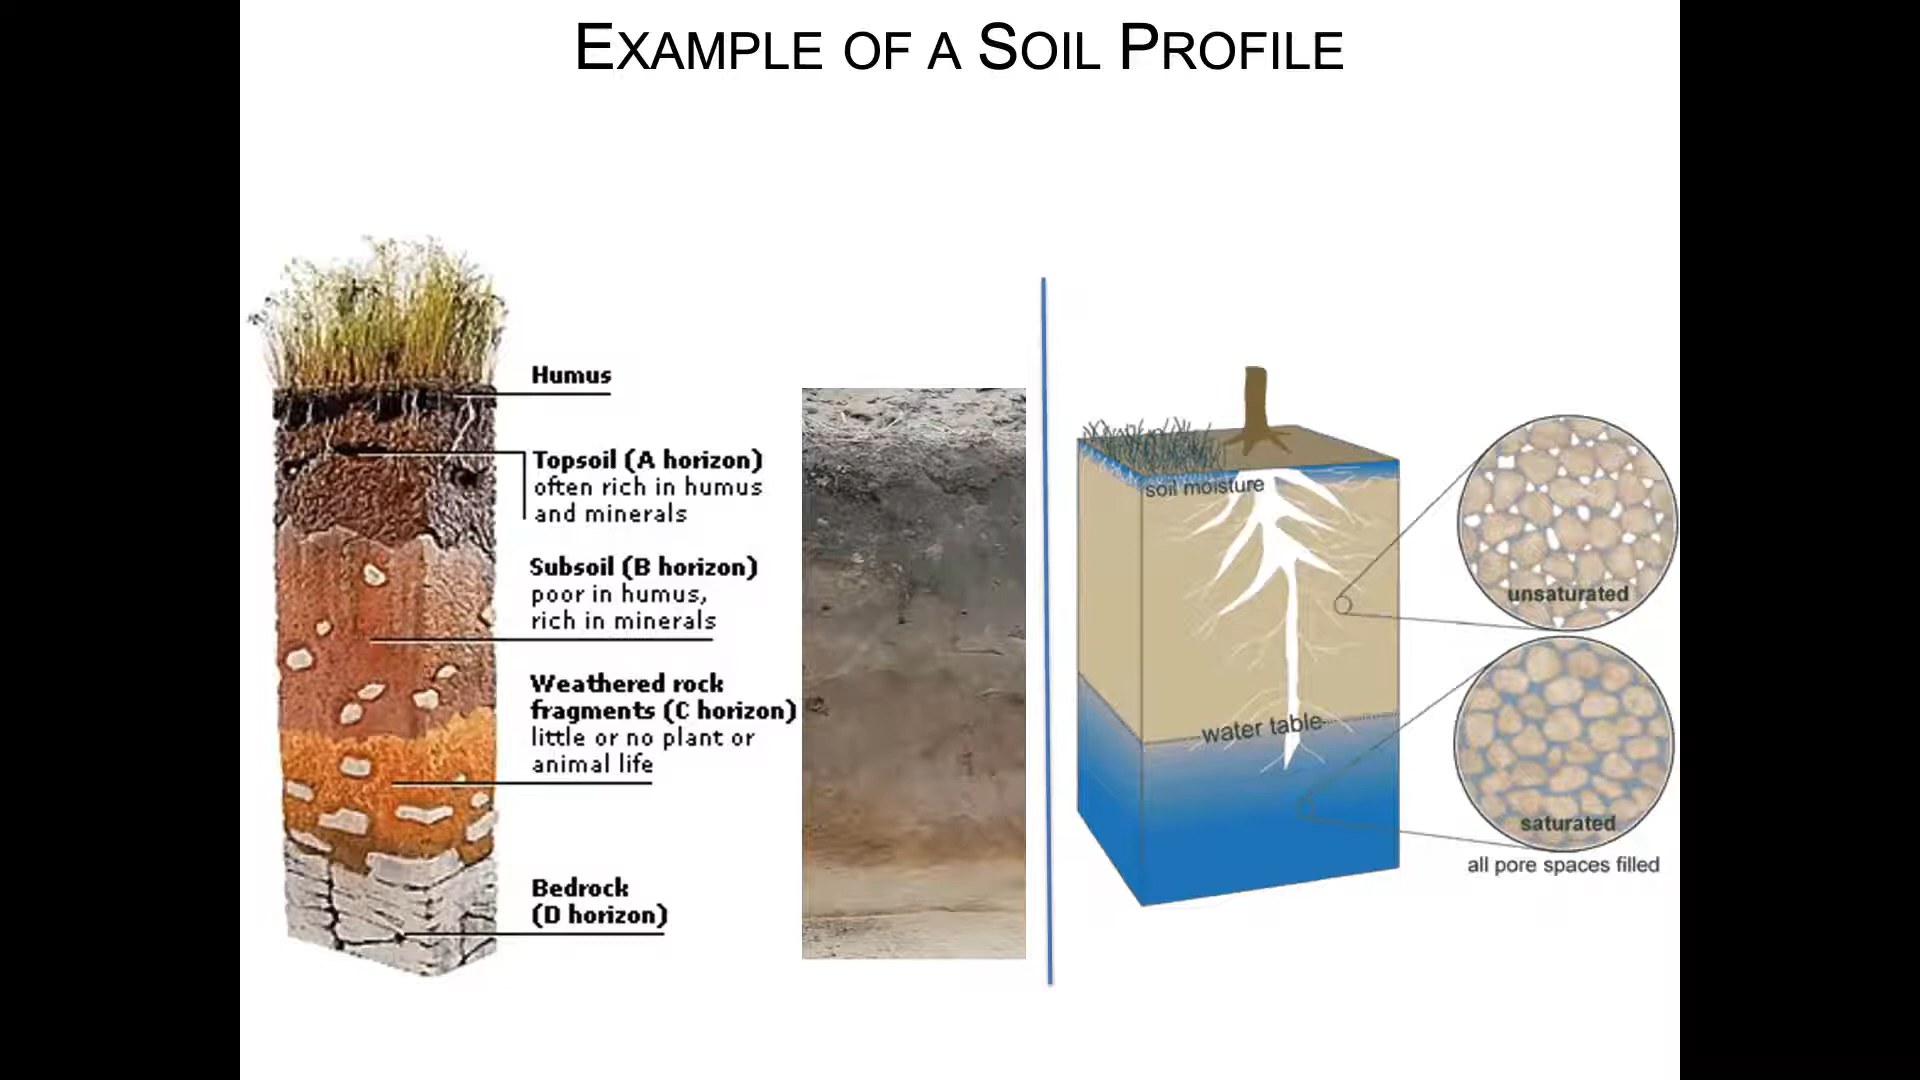 EXAMPLE OF A SOIL PROFILE
Humus
Topsoil (A horizon)
often rich in humus
and minerals
Subsoil (B horizon)
poor in humus,
rich in minerals
Weathered rock
fragments (C horizon)
little or no plant or
animal life
Bedrock
(D horizon)
soil moisture
water table
unsaturated
saturated
all pore spaces filled